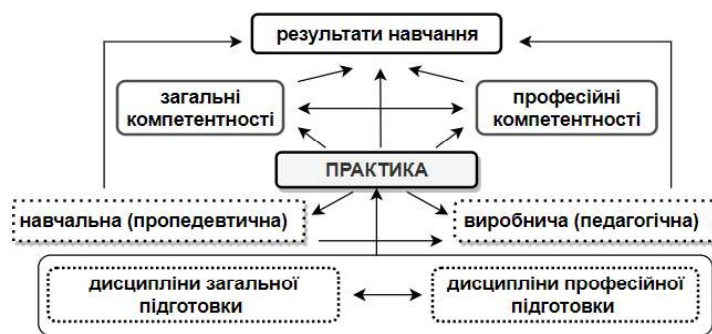 результати навчання
загальні
компетентності
професійні
компетентності
ПРАКТИКА
навчальна (пропедевтична)
виробнича (педагогічна)
дисципліни загальної
підготовки
дисципліни професійної
підготовки